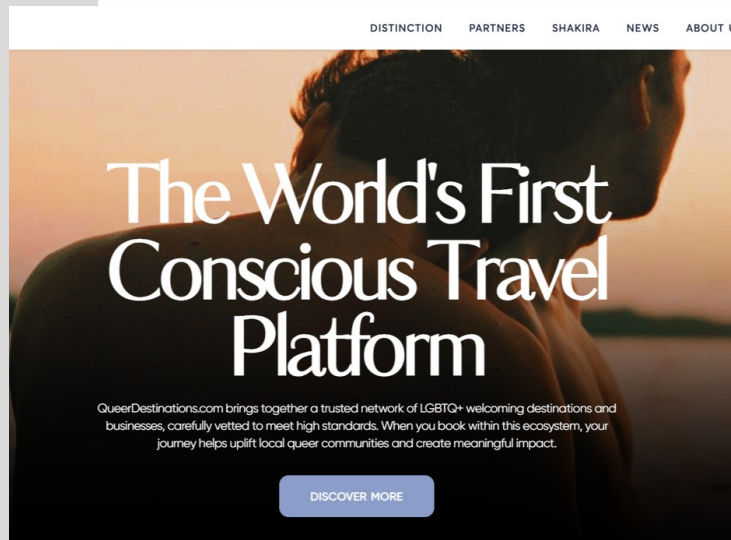 DISTINCTION PARTNERS SHAKIRA NEWS ABOUT
The World's First
Conscious Travel
Platform
QueerDestinations.com brings together a trusted network of LGBTQ+ welcoming destinations and
businesses, carefully vetted to meet high standards. When you book within this ecosystem, your
journey helps uplift local queer communities and create meaningful impact.
DISCOVER MORE